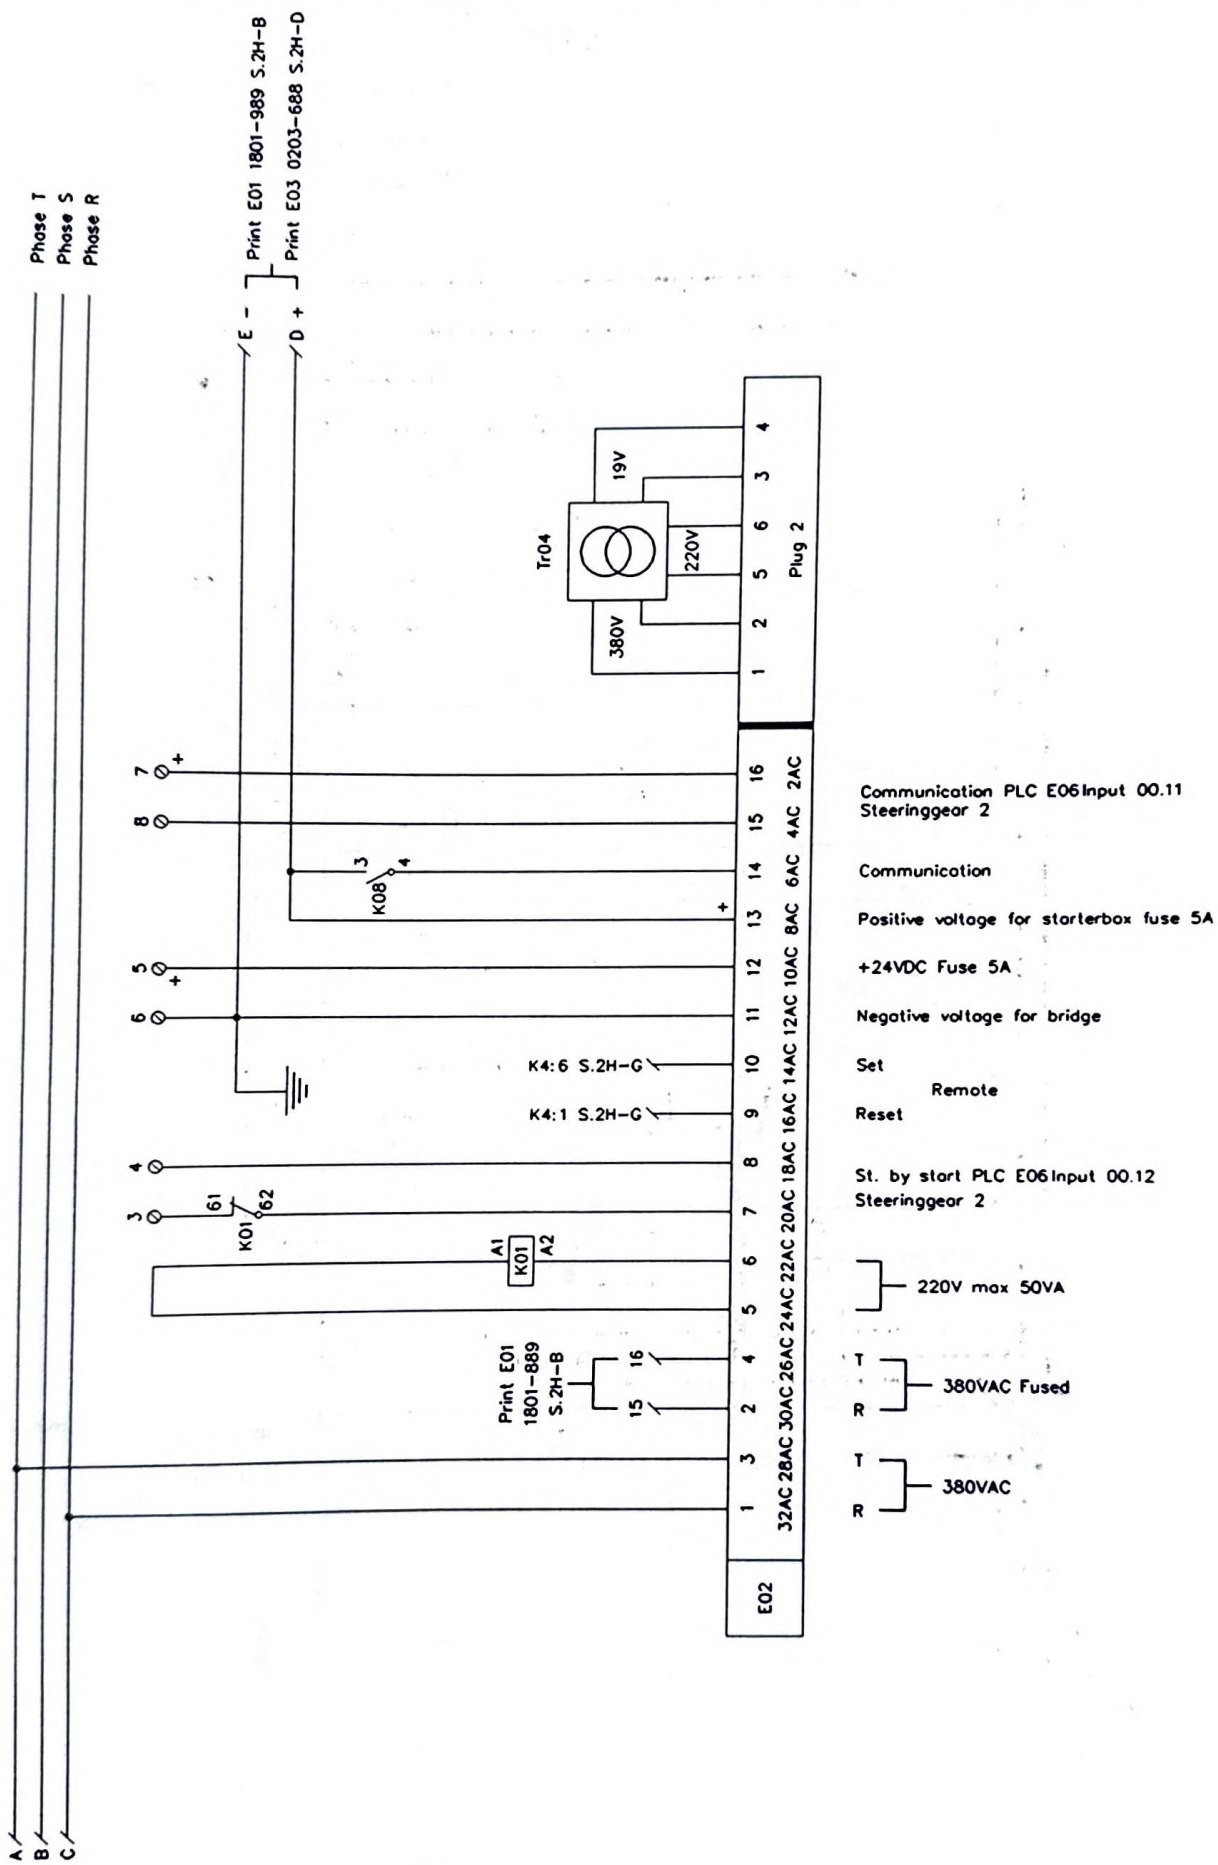 Phase T
Phase S
Phase R
Print E01 1801-989 S.2H-B
Print E03 0203-688 S.2H-D
E -
D +
Tr04
380V
220V
19V
1 2 5 6 3 4
Plug 2
7 +
8
3 K08 4
5 +
6
K4:6 S.2H-G
K4:1 S.2H-G
4
3 61 K01 62
A1 K01 A2
Print E01
1801-889
S.2H-B
15 16
A
B
C
E02
1 3 2 4 5 6 7 8 9 10 11 12 13 + 14 15 16
32AC 28AC 30AC 26AC 24AC 22AC 20AC 18AC 16AC 14AC 12AC 10AC 8AC 6AC 4AC 2AC
Communication PLC E06 Input 00.11
Steeringgear 2
Communication
Positive voltage for starterbox fuse 5A
+24VDC Fuse 5A
Negative voltage for bridge
Set
Remote
Reset
St. by start PLC E06 Input 00.12
Steeringgear 2
220V max 50VA
T
R
380VAC Fused
T
R
380VAC